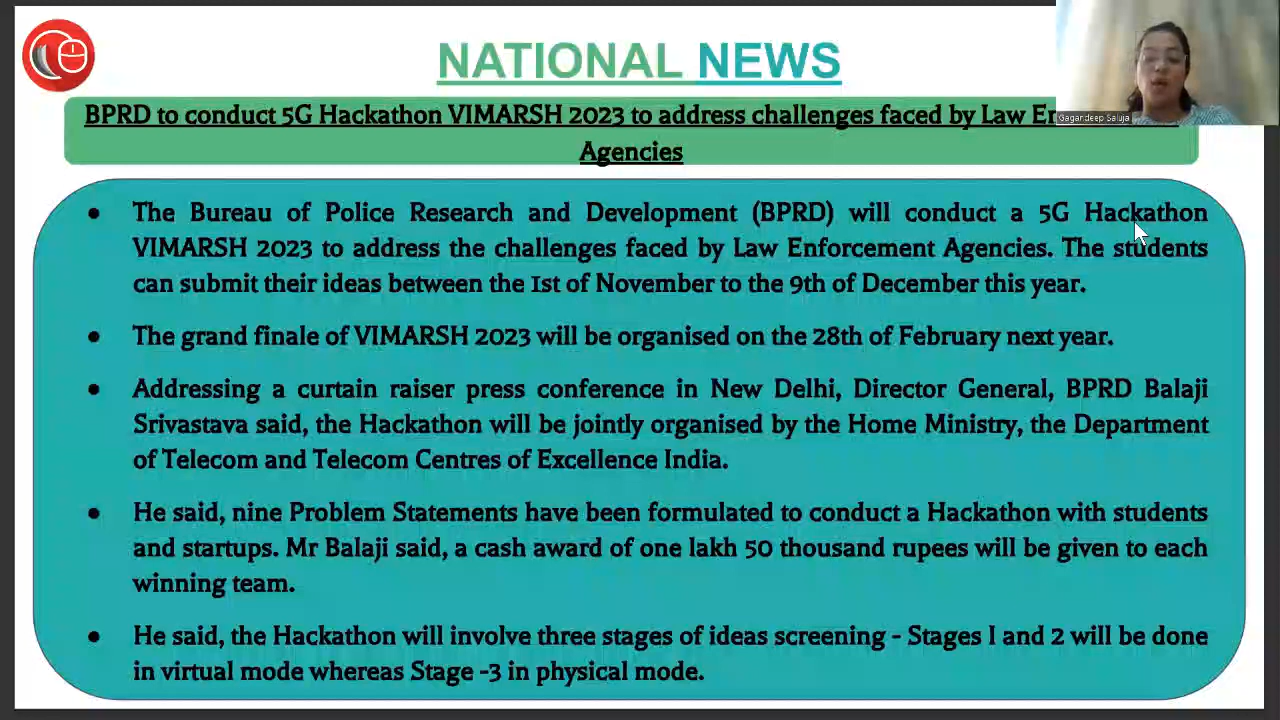 NATIONAL NEWS
BPRD to conduct 5G Hackathon VIMARSH 2023 to address challenges faced by Law
Agencies
Gagandeep Saluja
• The Bureau of Police Research and Development (BPRD) will conduct a 5G Hackathon
VIMARSH 2023 to address the challenges faced by Law Enforcement Agencies. The students
can submit their ideas between the 1st of November to the 9th of December this year.
• The grand finale of VIMARSH 2023 will be organised on the 28th of February next year.
• Addressing a curtain raiser press conference in New Delhi, Director General, BPRD Balaji
Srivastava said, the Hackathon will be jointly organised by the Home Ministry, the Department
of Telecom and Telecom Centres of Excellence India.
• He said, nine Problem Statements have been formulated to conduct a Hackathon with students
and startups. Mr Balaji said, a cash award of one lakh 50 thousand rupees will be given to each
winning team.
• He said, the Hackathon will involve three stages of ideas screening - Stages 1 and 2 will be done
in virtual mode whereas Stage -3 in physical mode.